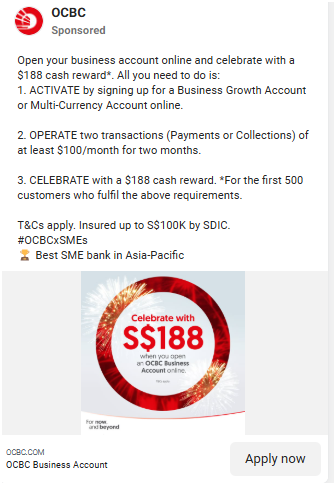 OCBC
Sponsored
Open your business account online and celebrate with a
$188 cash reward*. All you need to do is:
1. ACTIVATE by signing up for a Business Growth Account
or Multi-Currency Account online.
2. OPERATE two transactions (Payments or Collections) of
at least $100/month for two months.
3. CELEBRATE with a $188 cash reward. *For the first 500
customers who fulfil the above requirements.
T&Cs apply. Insured up to S$100K by SDIC.
#OCBCxSMEs
🏆 Best SME bank in Asia-Pacific
Celebrate with
S$188
when you open
an OCBC Business
Account online.
T&Cs apply.
For now,
and beyond
OCBC.COM
OCBC Business Account
Apply now